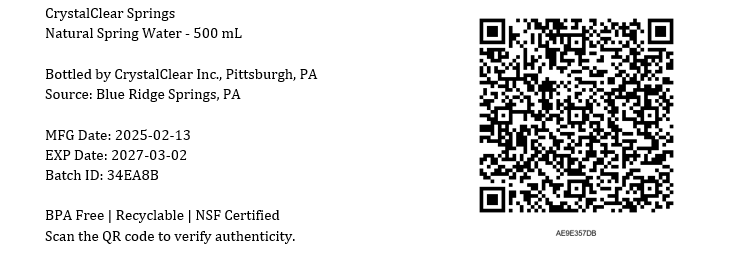 CrystalClear Springs
Natural Spring Water - 500 mL
Bottled by CrystalClear Inc., Pittsburgh, PA
Source: Blue Ridge Springs, PA
MFG Date: 2025-02-13
EXP Date: 2027-03-02
Batch ID: 34EA8B
BPA Free | Recyclable | NSF Certified
Scan the QR code to verify authenticity.
AE9E357DB